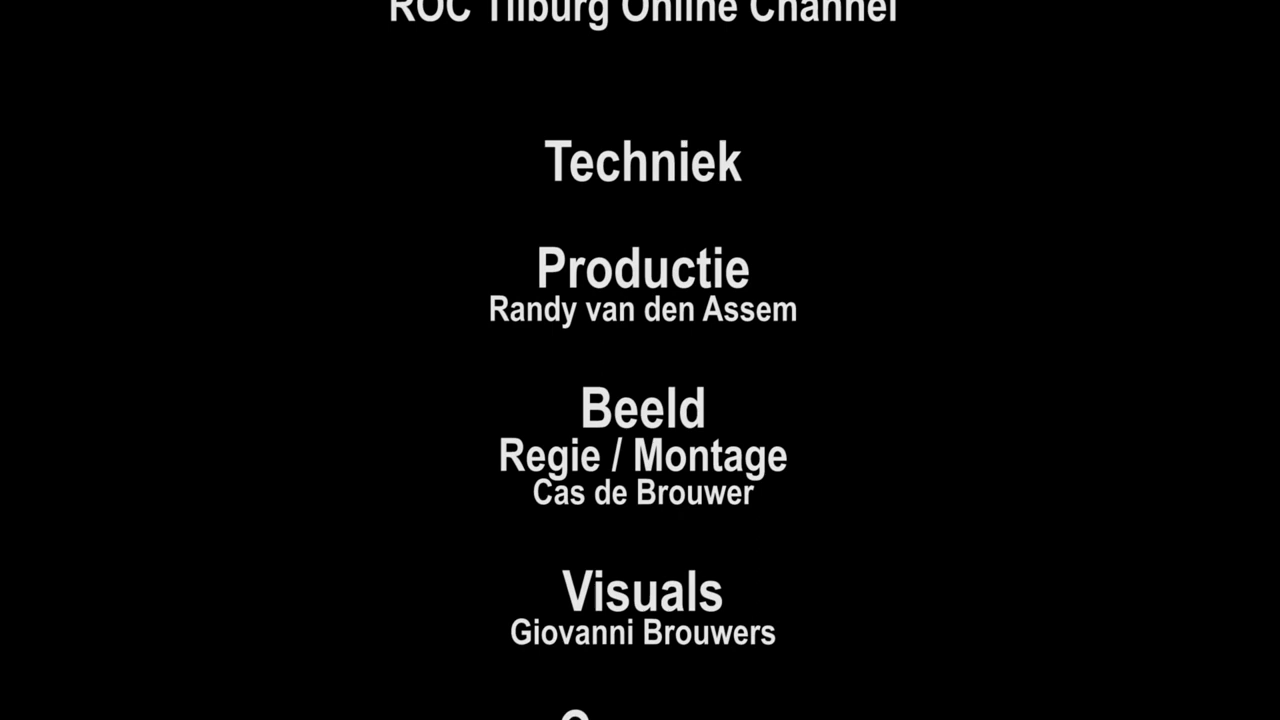 ROC Tilburg Online Channel
Techniek
Productie
Randy van den Assem
Beeld
Regie / Montage
Cas de Brouwer
Visuals
Giovanni Brouwers